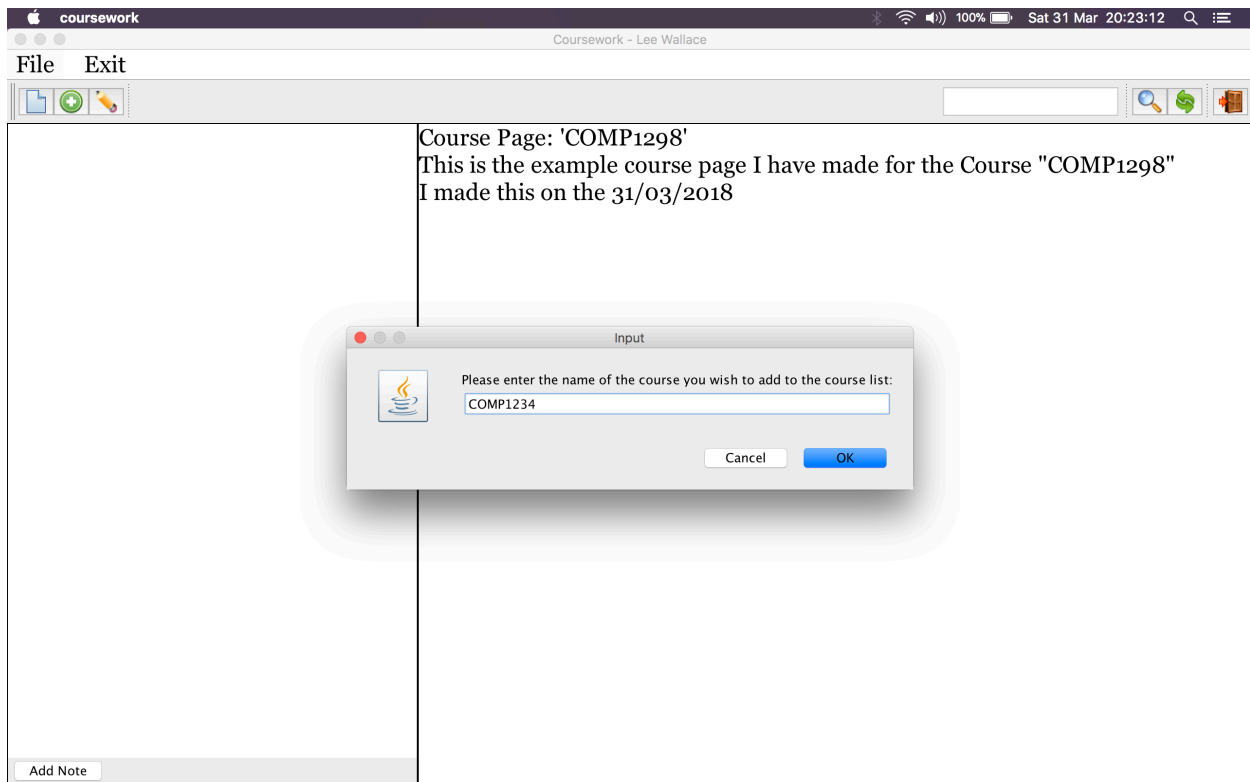 coursework
100%
Sat 31 Mar 20:23:12
Coursework - Lee Wallace
File Exit
Course Page: 'COMP1298'
This is the example course page I have made for the Course "COMP1298"
I made this on the 31/03/2018
Input
Please enter the name of the course you wish to add to the course list:
COMP1234
Cancel
OK
Add Note